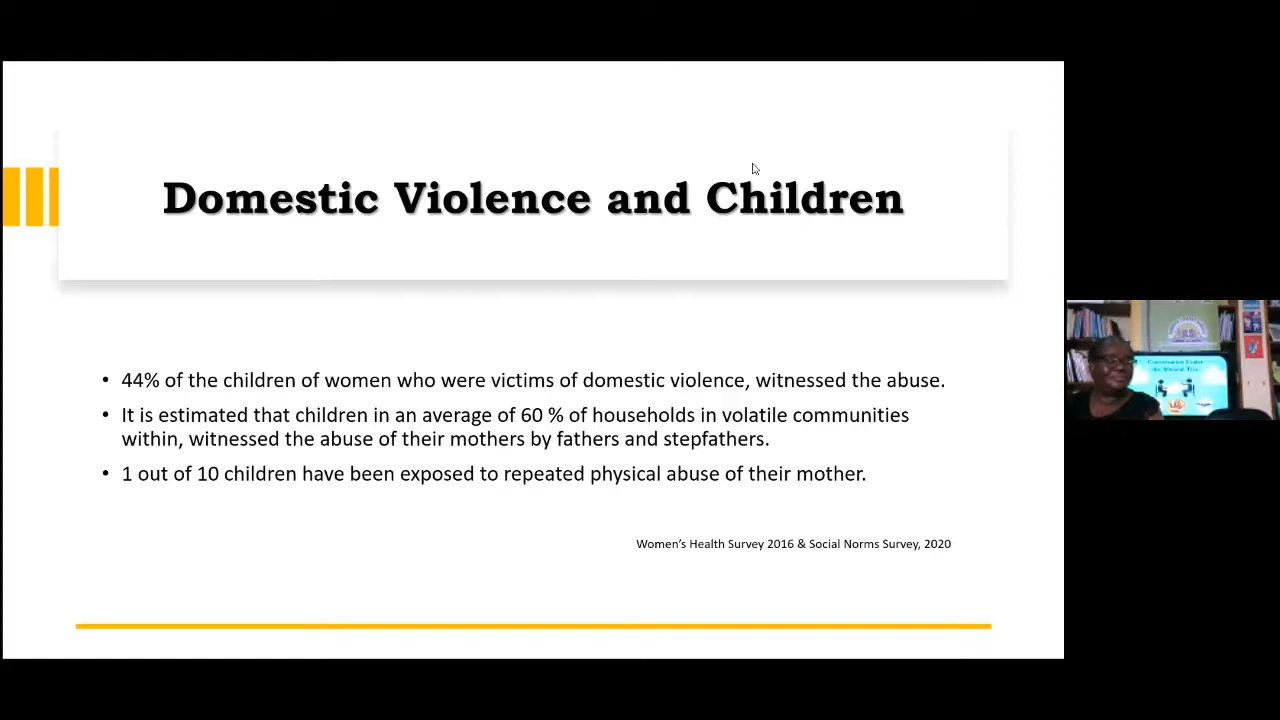 Domestic Violence and Children
• 44% of the children of women who were victims of domestic violence, witnessed the abuse.
• It is estimated that children in an average of 60 % of households in volatile communities
within, witnessed the abuse of their mothers by fathers and stepfathers.
• 1 out of 10 children have been exposed to repeated physical abuse of their mother.
Women's Health Survey 2016 & Social Norms Survey, 2020